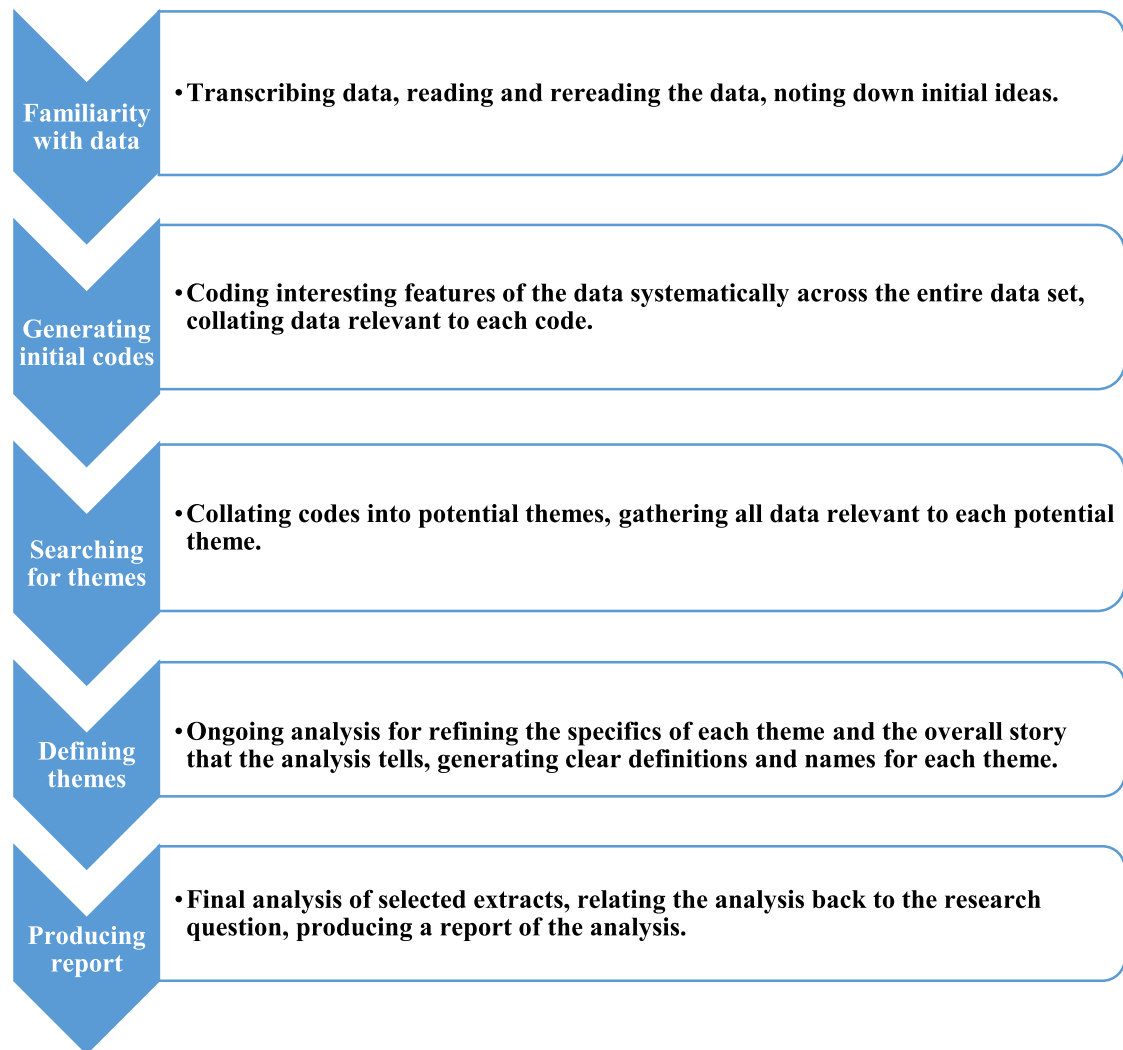 Familiarity
with data
•Transcribing data, reading and rereading the data, noting down initial ideas.
Generating
initial codes
•Coding interesting features of the data systematically across the entire data set,
collating data relevant to each code.
Searching
for themes
•Collating codes into potential themes, gathering all data relevant to each potential
theme.
Defining
themes
•Ongoing analysis for refining the specifics of each theme and the overall story
that the analysis tells, generating clear definitions and names for each theme.
Producing
report
•Final analysis of selected extracts, relating the analysis back to the research
question, producing a report of the analysis.